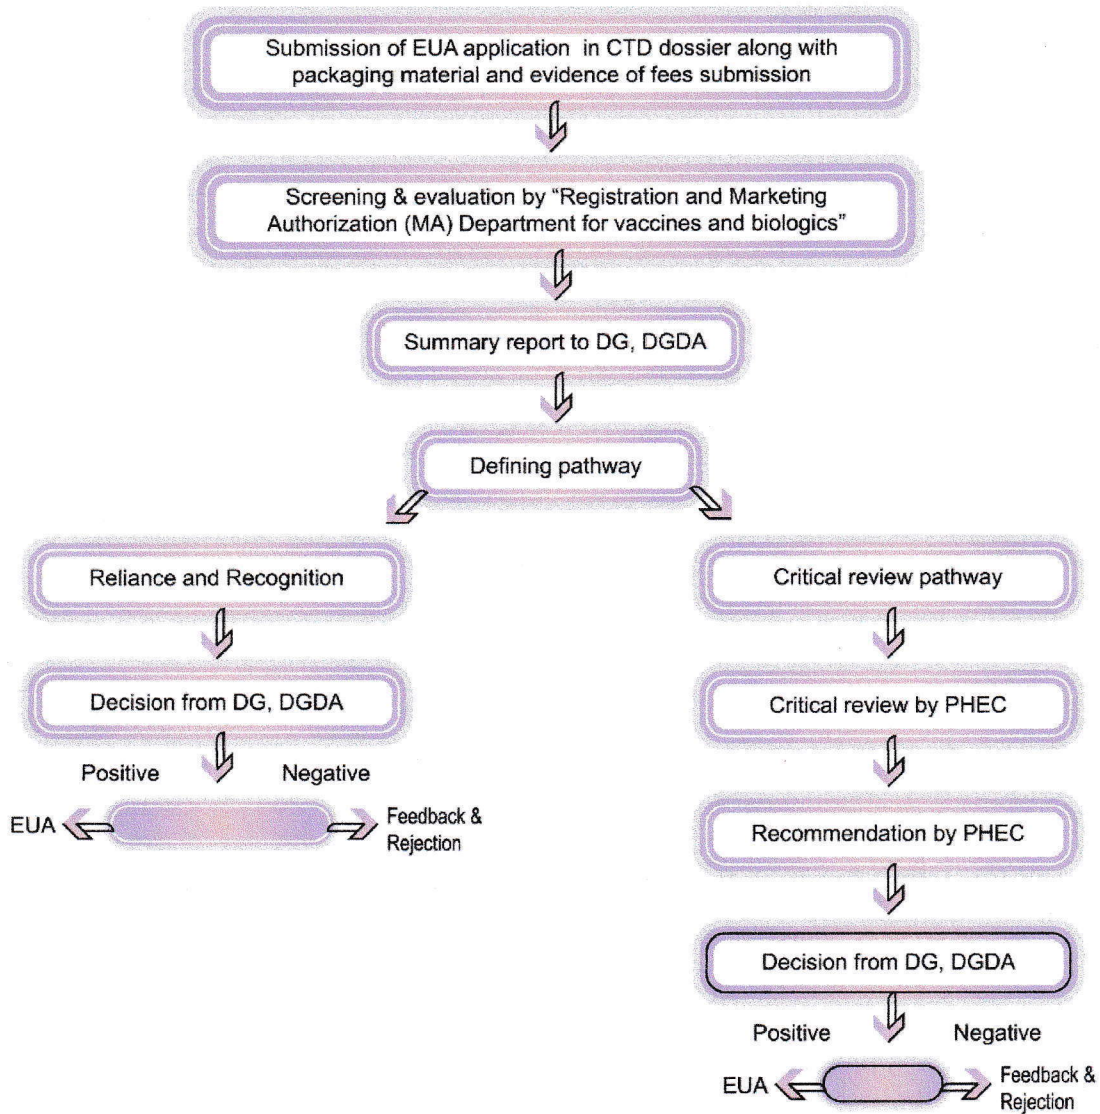 Submission of EUA application in CTD dossier along with
packaging material and evidence of fees submission
Screening & evaluation by “Registration and Marketing
Authorization (MA) Department for vaccines and biologics”
Summary report to DG, DGDA
Defining pathway
Reliance and Recognition
Decision from DG, DGDA
Positive
Negative
EUA
Feedback &
Rejection
Critical review pathway
Critical review by PHEC
Recommendation by PHEC
Decision from DG, DGDA
Positive
Negative
EUA
Feedback &
Rejection